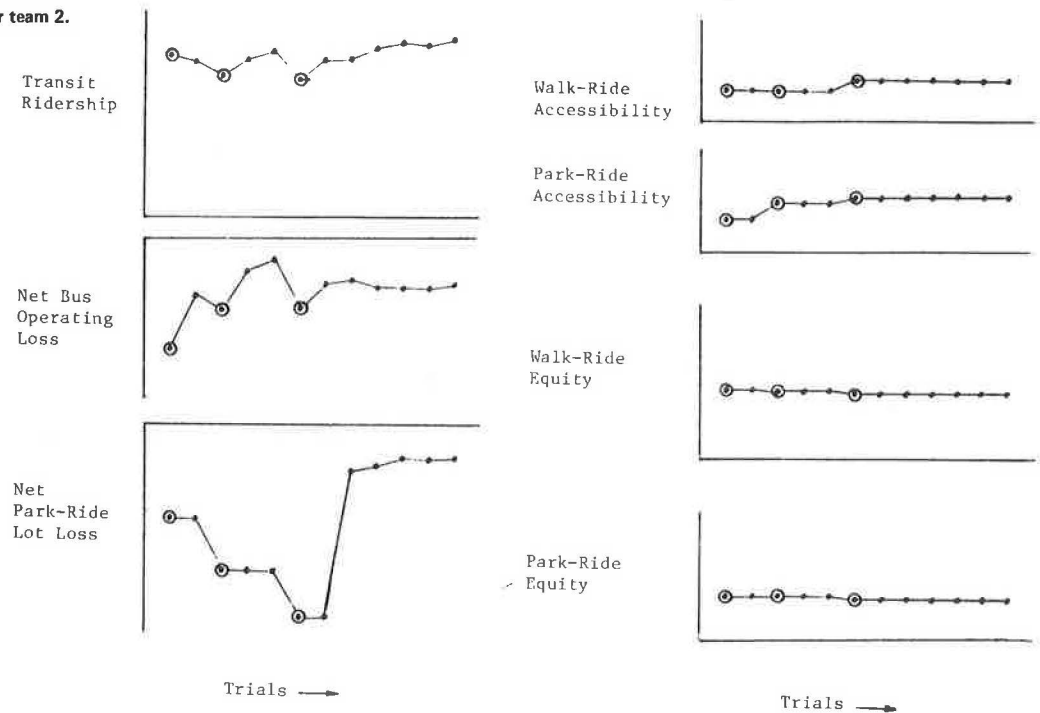 r team 2.
Transit
Ridership
Net Bus
Operating
Loss
Net
Park-Ride
Lot Loss
Trials
Walk-Ride
Accessibility
Park-Ride
Accessibility
Walk-Ride
Equity
Park-Ride
Equity
Trials